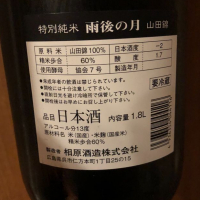 特別純米 雨後の月 山田錦
原料米 山田錦100% 日本酒度 -2
精米歩合 60% 酸度 1.7
使用酵母 協会7号 製造年月
要冷蔵
品目 日本酒 内容量 1.8L
アルコール分13度
原材料名 米(国産)・米麹(国産米)
精米歩合60%
相原酒造株式会社
広島県呉市仁方本町1丁目25の15